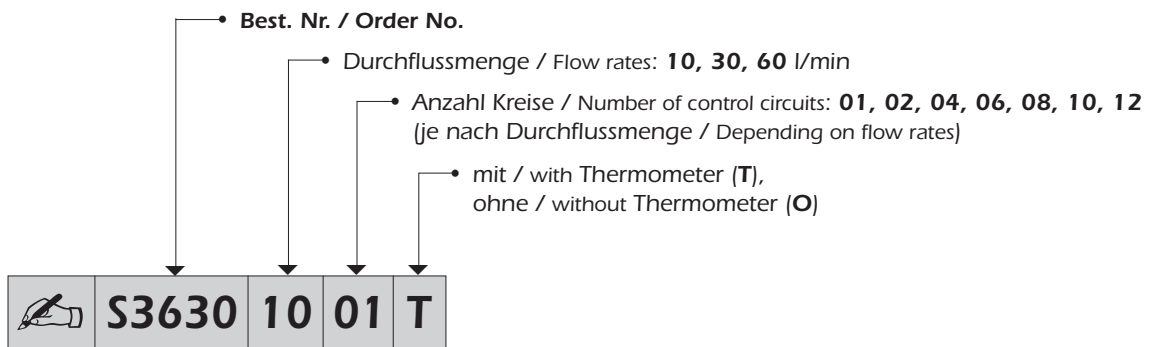 Best. Nr. / Order No.
Durchflussmenge / Flow rates: 10, 30, 60 l/min
Anzahl Kreise / Number of control circuits: 01, 02, 04, 06, 08, 10, 12
(je nach Durchflussmenge / Depending on flow rates)
mit / with Thermometer (T),
ohne / without Thermometer (O)
S3630 10 01 T